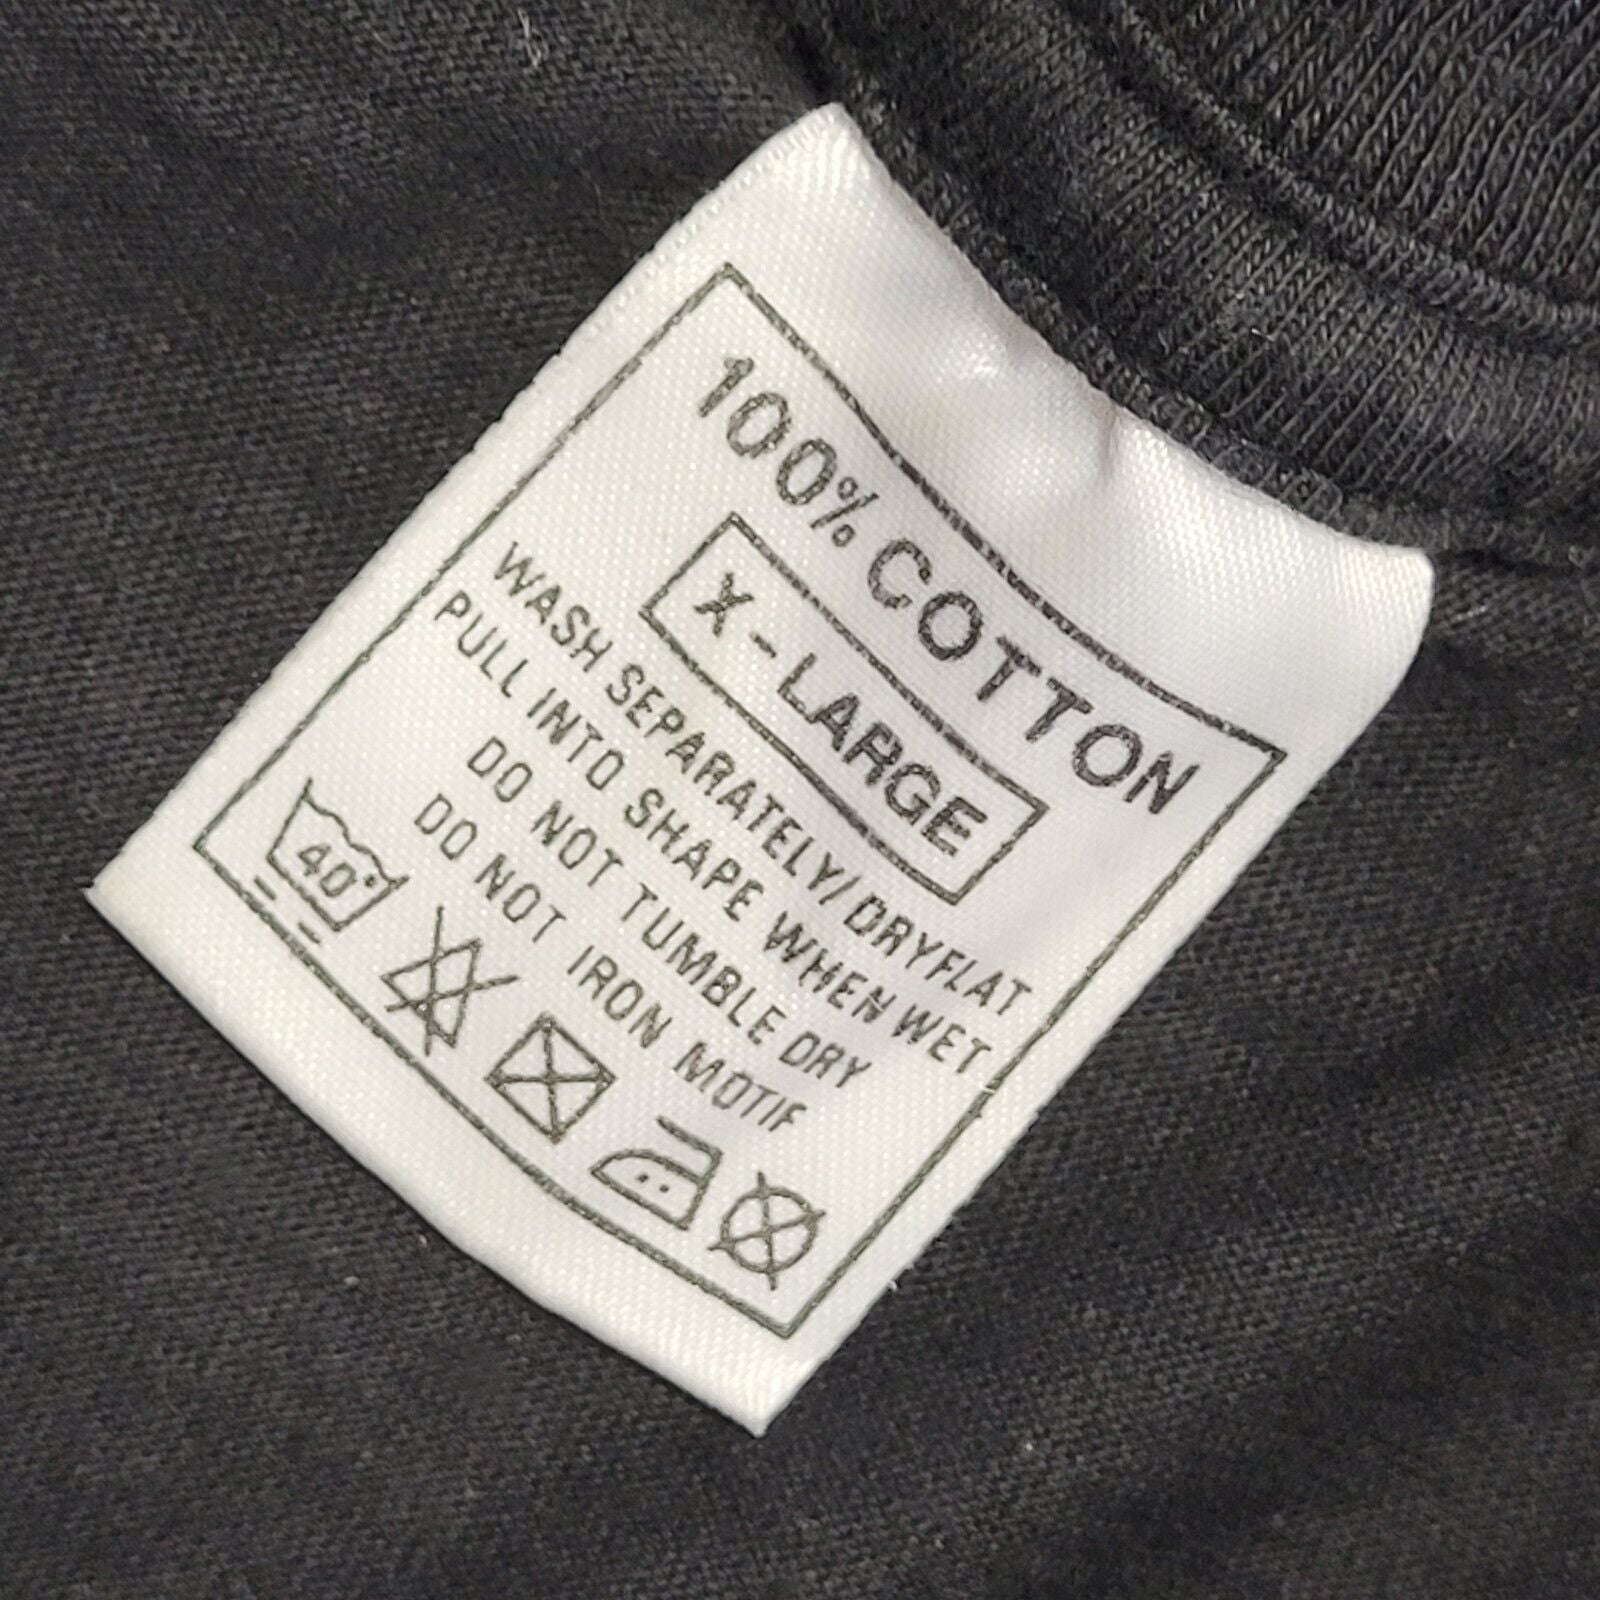 100% COTTON
X-LARGE
WASH SEPARATELY/DRYFLAT
PULL INTO SHAPE WHEN WET
DO NOT TUMBLE DRY
DO NOT IRON MOTIF
40°